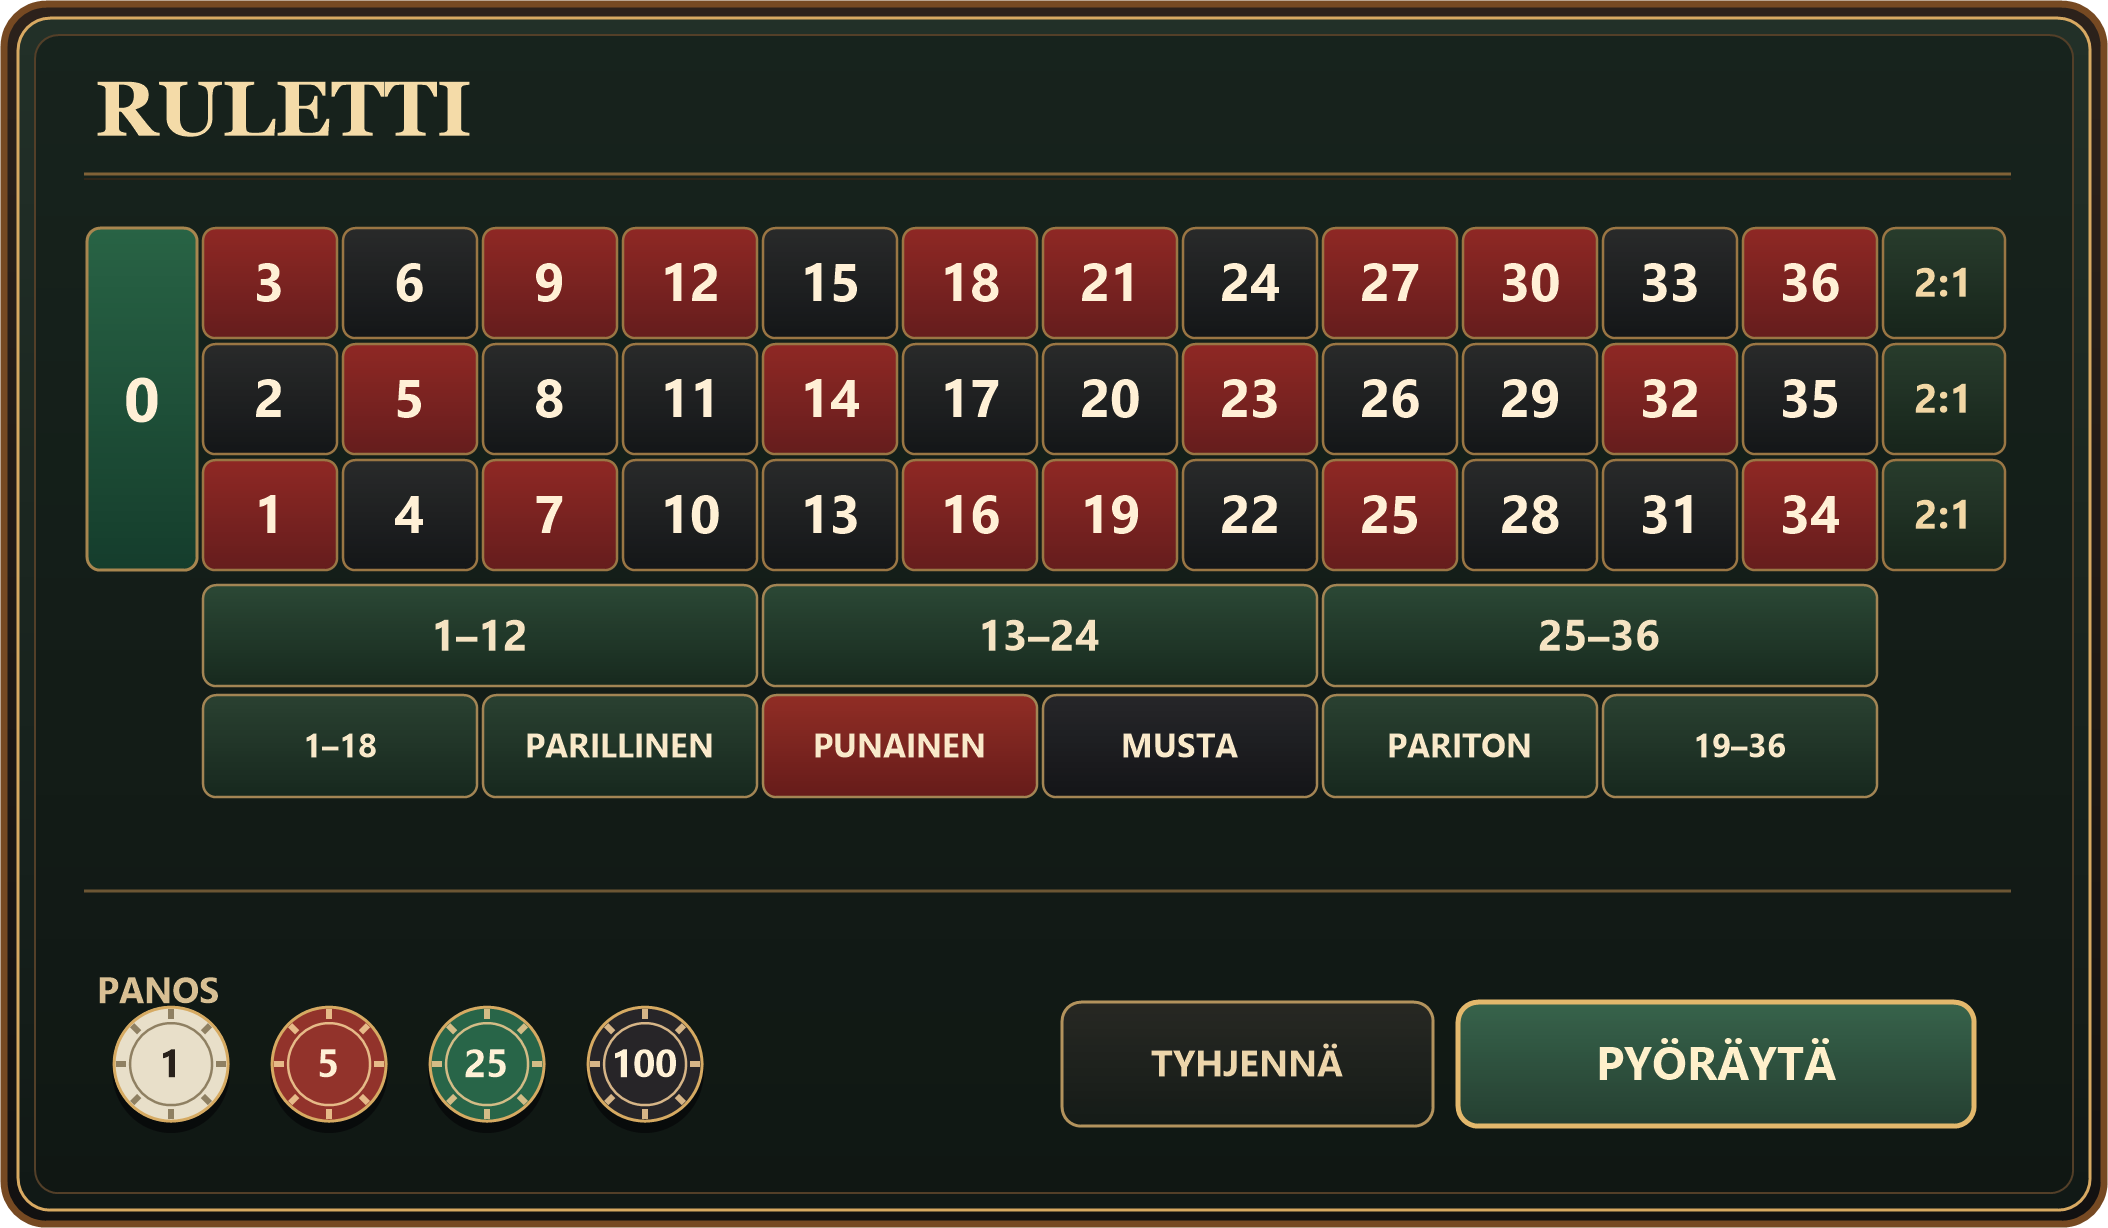 RULETTI
3 6 9 12 15 18 21 24 27 30 33 36 2:1
0 2 5 8 11 14 17 20 23 26 29 32 35 2:1
1 4 7 10 13 16 19 22 25 28 31 34 2:1
1–12 13–24 25–36
1–18 PARILLINEN PUNAINEN MUSTA PARITON 19–36
PANOS
1 5 25 100 TYHJENNÄ PYÖRÄYTÄ